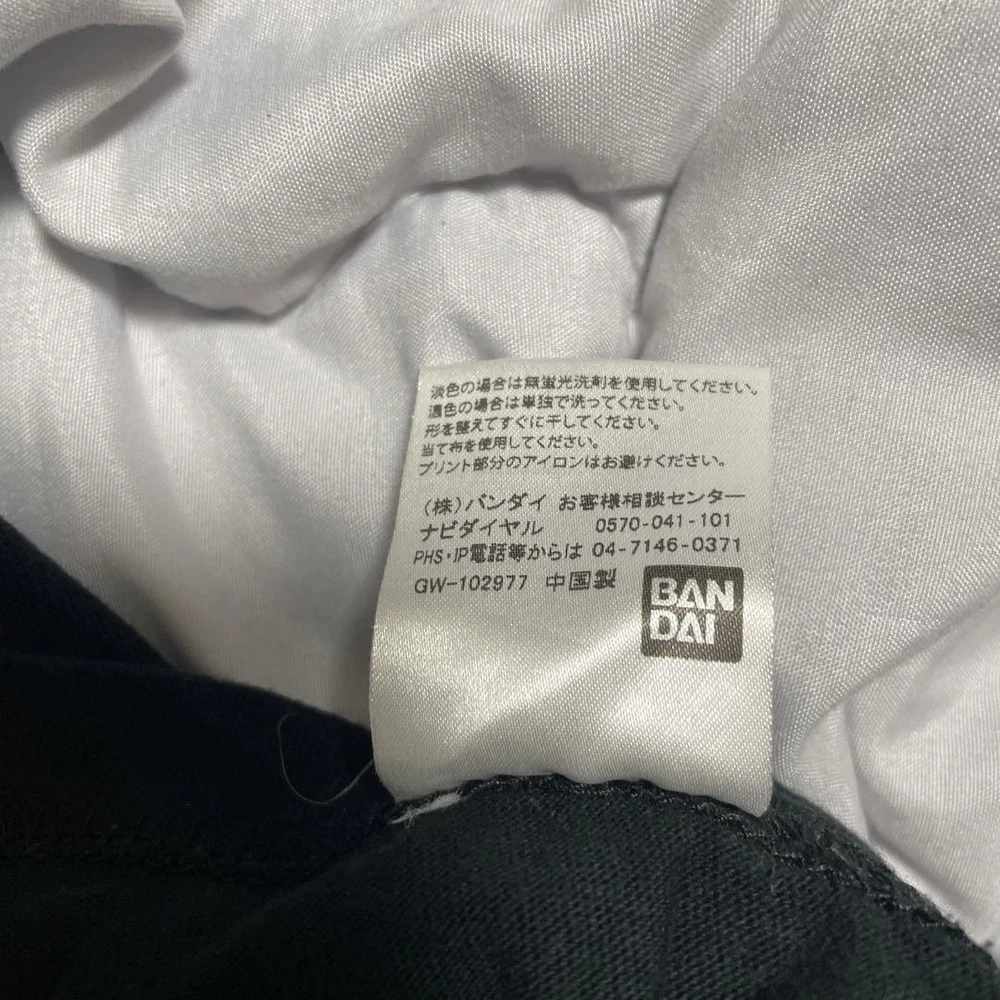 淡色の場合は無蛍光洗剤を使用してください。
濃色の場合は単独で洗ってください。
形を整えてすぐに干してください。
当て布を使用してください。
プリント部分のアイロンはお避けください。
(株)バンダイ お客様相談センター
ナビダイヤル 0570-041-101
PHS・IP電話等からは 04-7146-0371
GW-102977 中国製
BAN
DAI